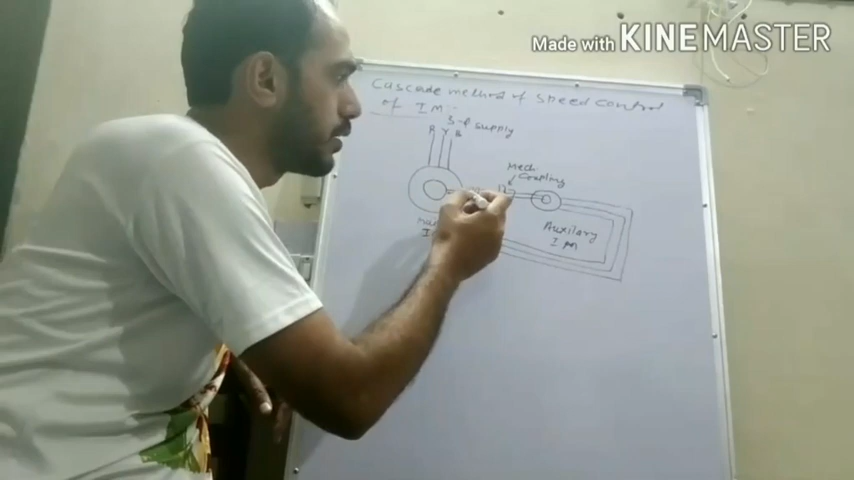 Made with KINEMASTER
Cascade method of Speed Control
of IM -
3-φ Supply
R Y B
Mech.
Coupling
Auxilary
IM